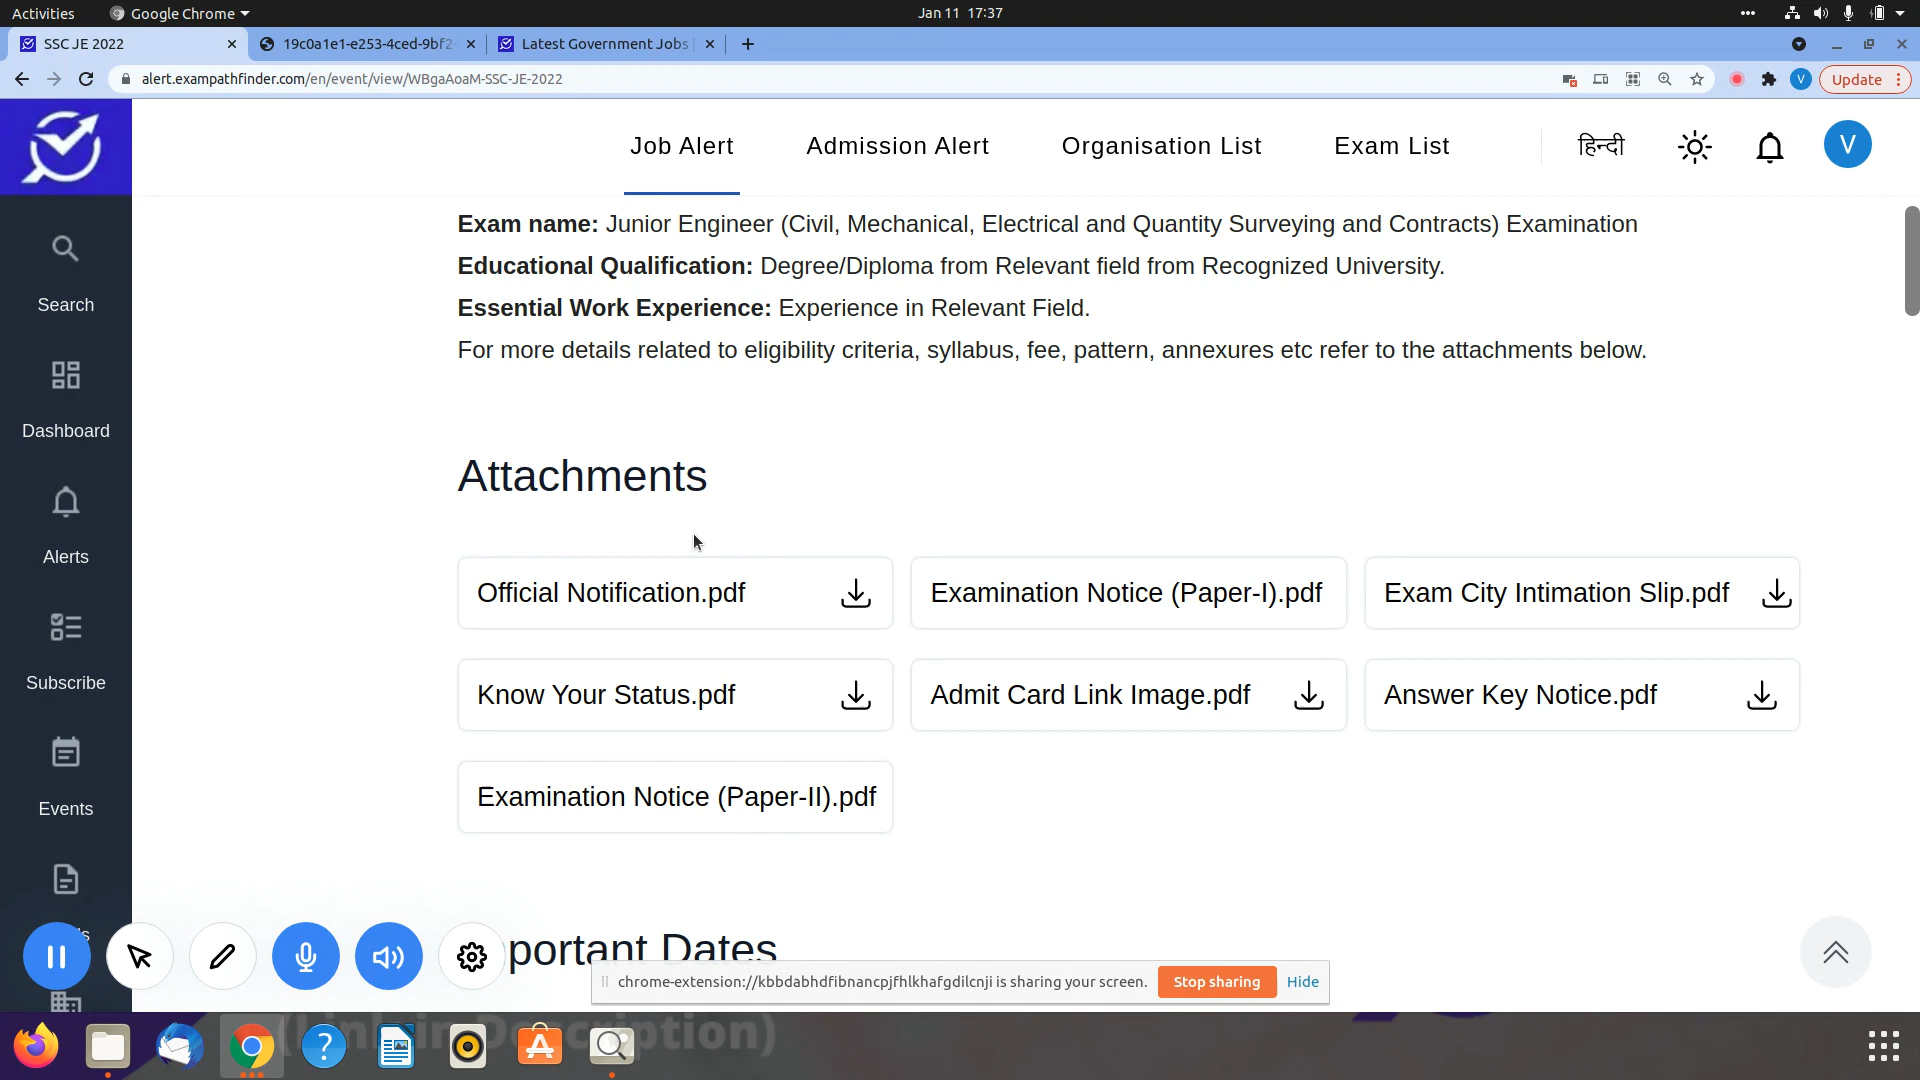 Activities
Google Chrome
Jan 11 17:37
SSC JE 2022
19c0a1e1-e253-4ced-9bf2-
Latest Government Jobs
alert.exampathfinder.com/en/event/view/WBgaAoaM-SSC-JE-2022
V
Update
Job Alert
Admission Alert
Organisation List
Exam List
हिन्दी
V
Search
Dashboard
Alerts
Subscribe
Events
Exam name: Junior Engineer (Civil, Mechanical, Electrical and Quantity Surveying and Contracts) Examination
Educational Qualification: Degree/Diploma from Relevant field from Recognized University.
Essential Work Experience: Experience in Relevant Field.
For more details related to eligibility criteria, syllabus, fee, pattern, annexures etc refer to the attachments below.
Attachments
Official Notification.pdf
Examination Notice (Paper-I).pdf
Exam City Intimation Slip.pdf
Know Your Status.pdf
Admit Card Link Image.pdf
Answer Key Notice.pdf
Examination Notice (Paper-II).pdf
portant Dates
chrome-extension://kbbdabhdfibnancpjfhlkhafgdilcnji is sharing your screen.
Stop sharing
Hide